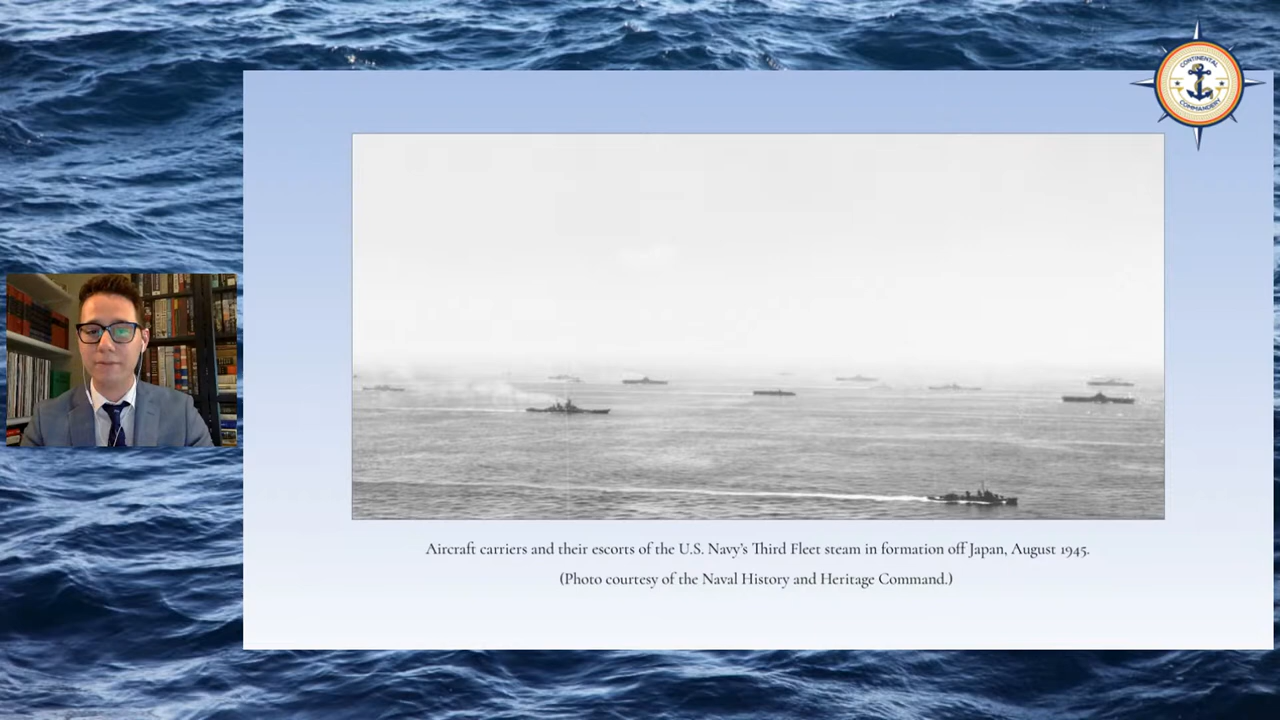 CONTINENTAL
COMMANDERY
Aircraft carriers and their escorts of the U.S. Navy's Third Fleet steam in formation off Japan, August 1945.
(Photo courtesy of the Naval History and Heritage Command.)